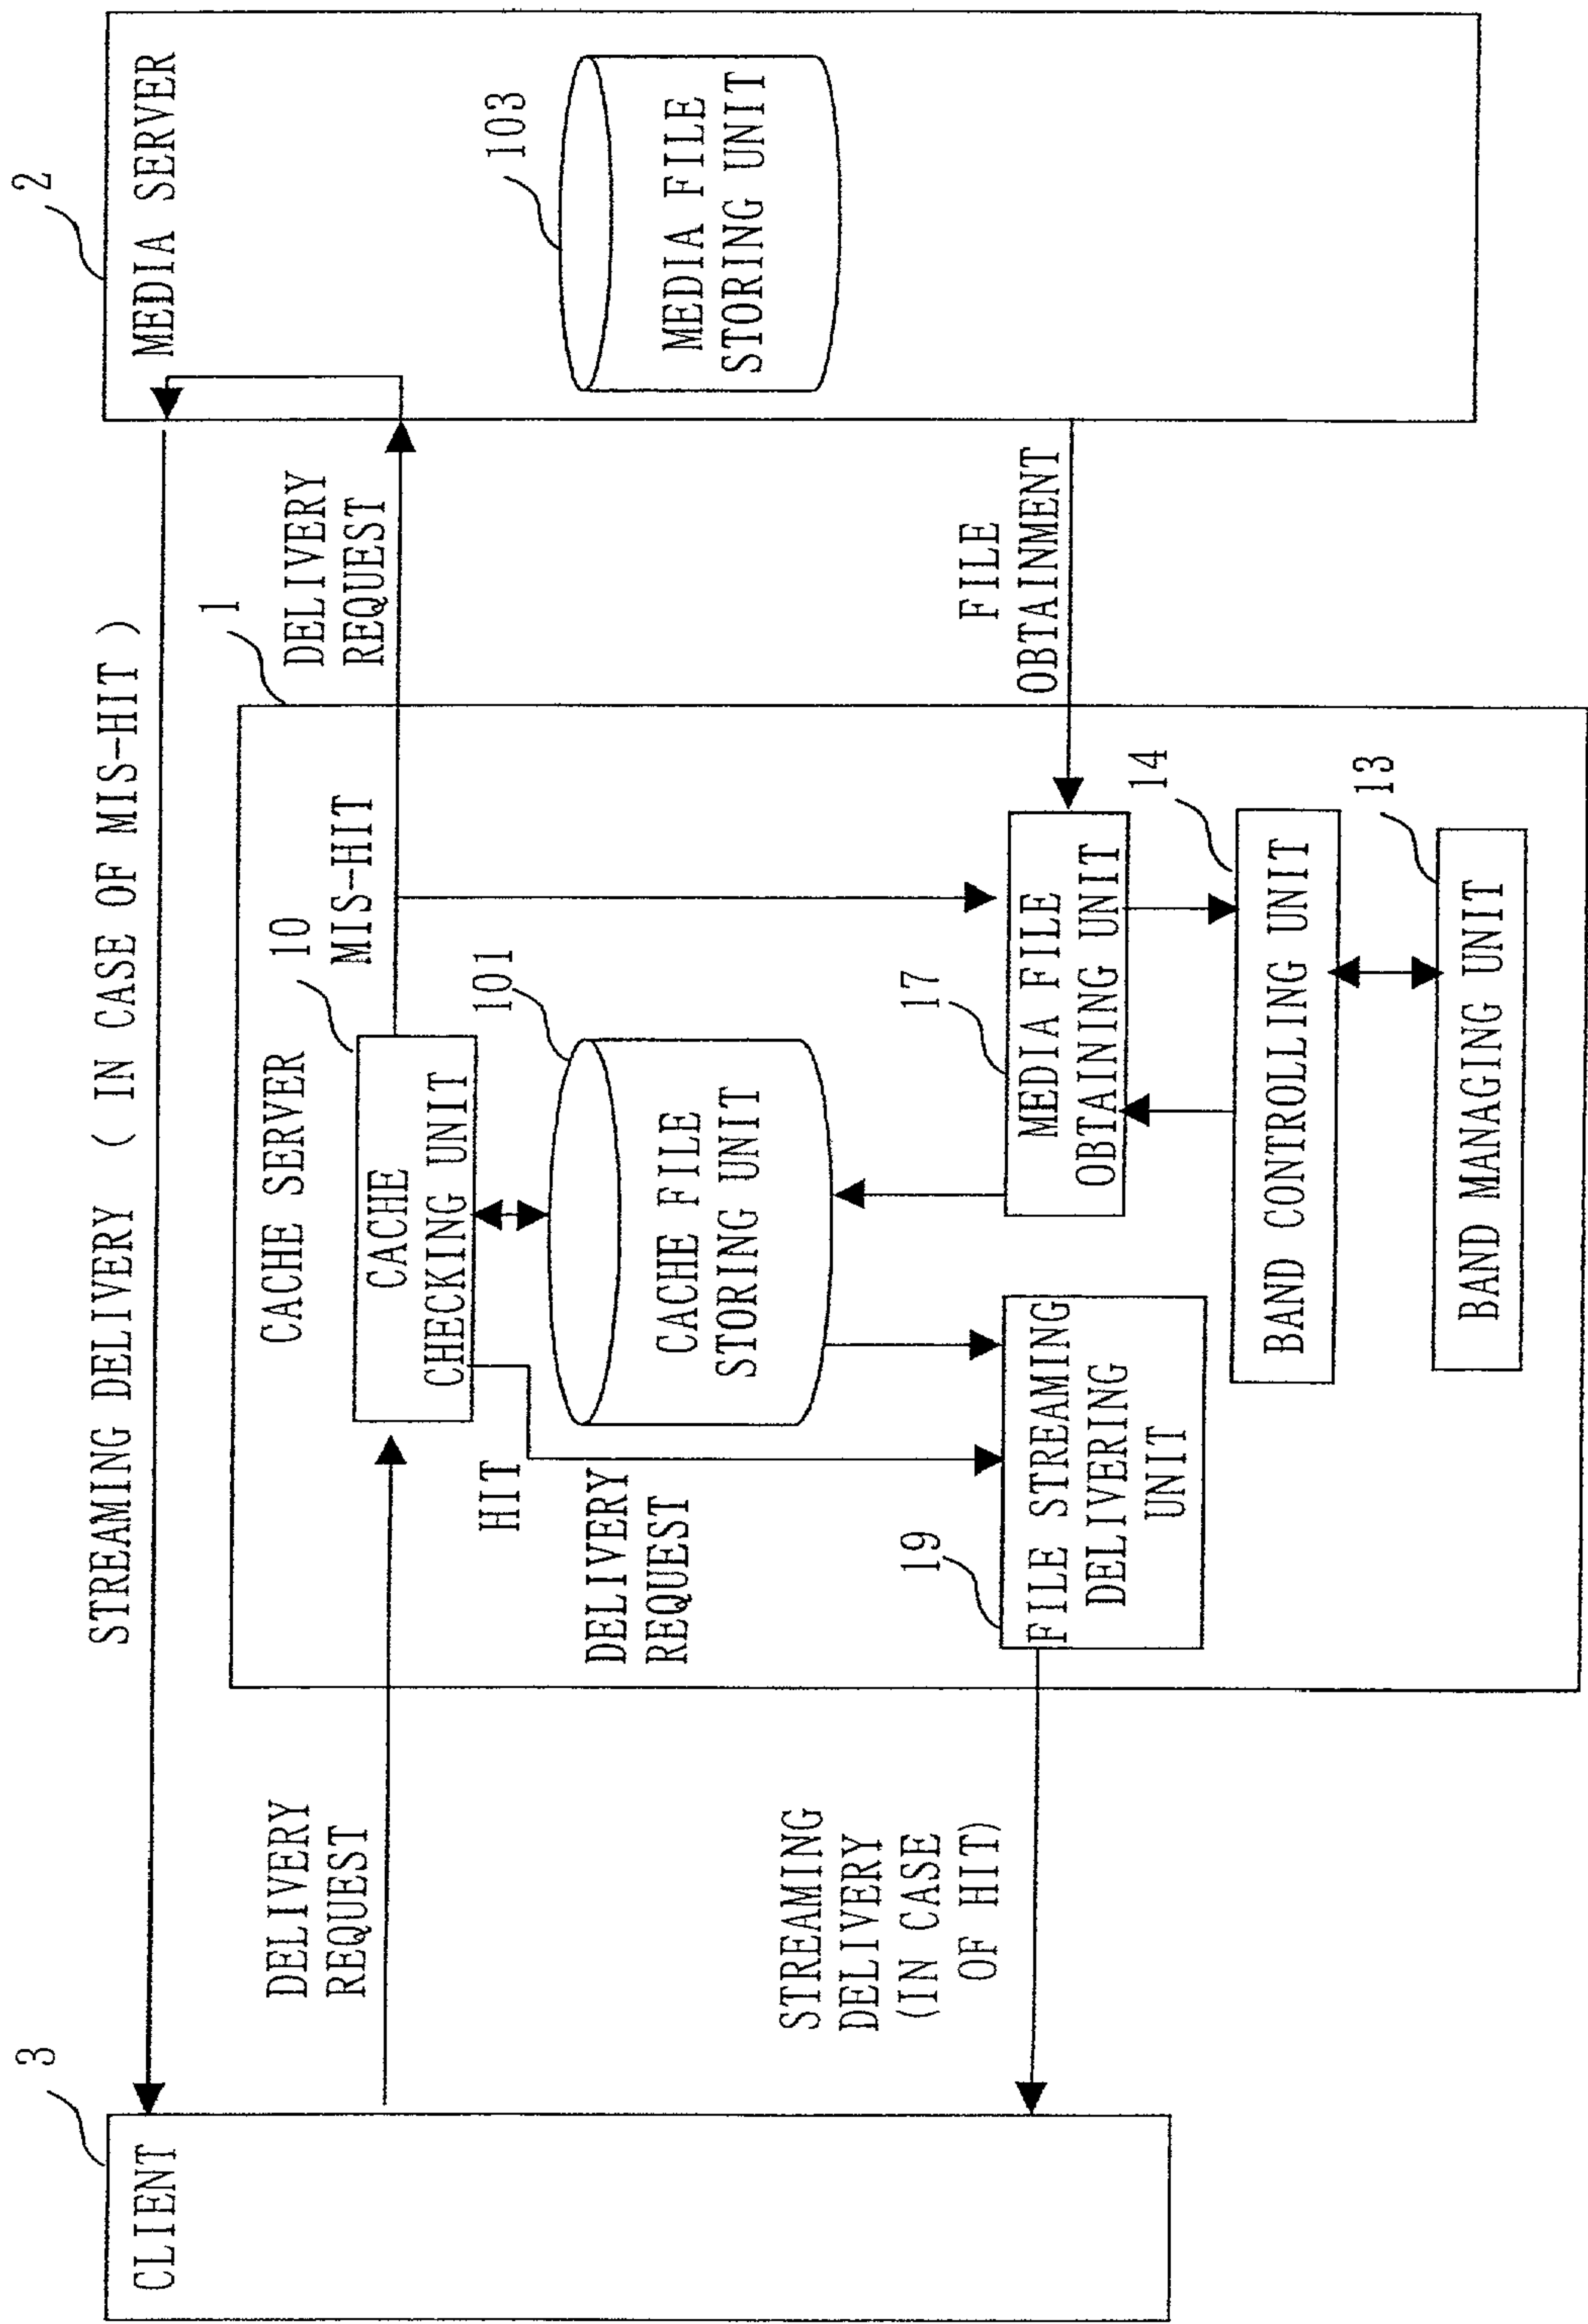 3
CLIENT
STREAMING DELIVERY ( IN CASE OF MIS-HIT )
DELIVERY
REQUEST
STREAMING
DELIVERY
(IN CASE
OF HIT)
1
CACHE SERVER
10
CACHE
CHECKING UNIT
MIS-HIT
HIT
DELIVERY
REQUEST
101
CACHE FILE
STORING UNIT
19
FILE STREAMING
DELIVERING
UNIT
17
MEDIA FILE
OBTAINING UNIT
14
BAND CONTROLLING UNIT
13
BAND MANAGING UNIT
DELIVERY
REQUEST
FILE
OBTAINMENT
2
MEDIA SERVER
103
MEDIA FILE
STORING UNIT